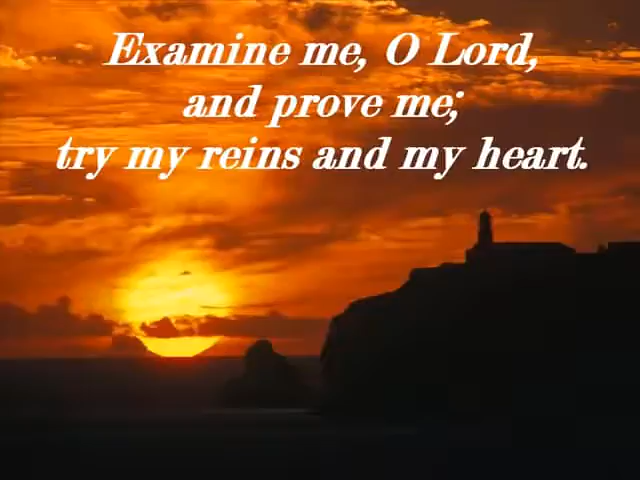 Examine me, O Lord,
and prove me;
try my reins and my heart.